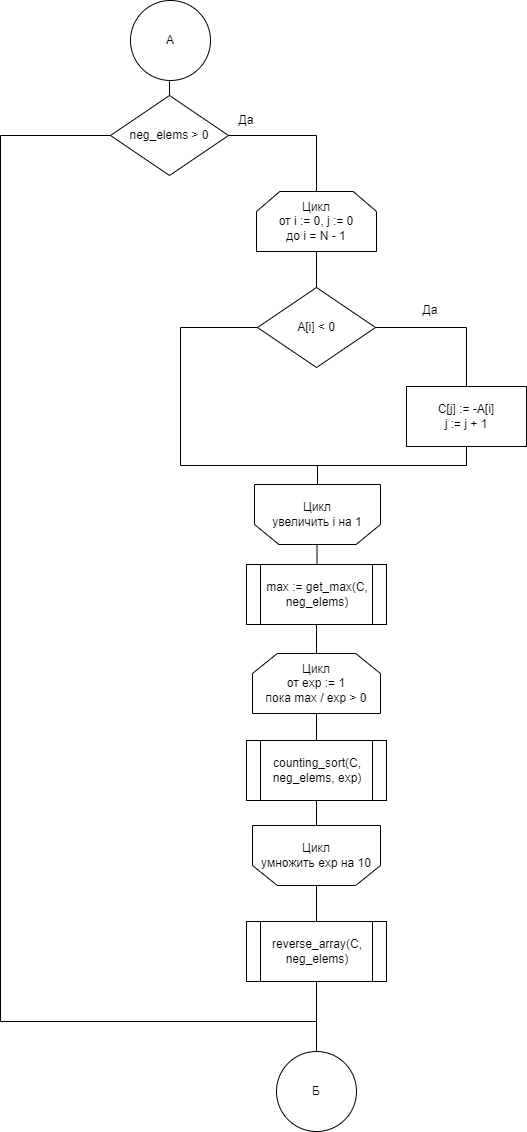 А
neg_elems > 0
Да
Цикл
от i := 0, j := 0
до i = N - 1
A[i] < 0
Да
C[j] := -A[i]
j := j + 1
Цикл
увеличить i на 1
max := get_max(C,
neg_elems)
Цикл
от exp := 1
пока max / exp > 0
counting_sort(C,
neg_elems, exp)
Цикл
умножить exp на 10
reverse_array(C,
neg_elems)
Б